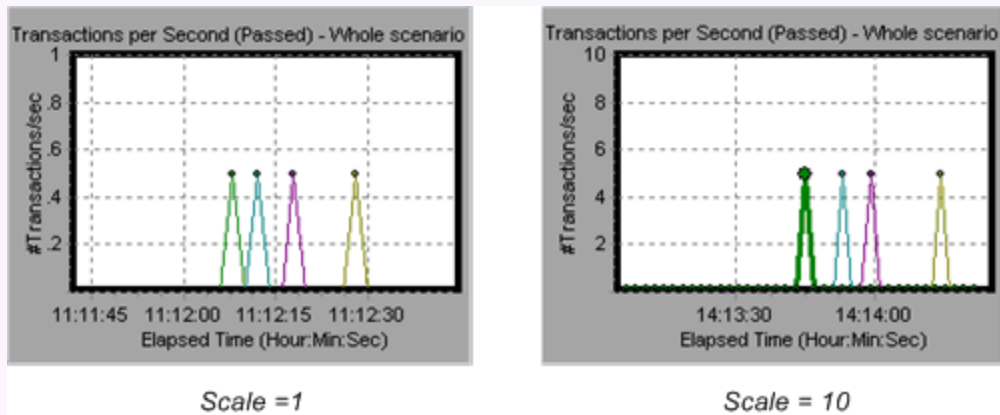 Transactions per Second (Passed) - Whole scenario
1
.8
.6
.4
.2
#Transactions/sec
11:11:45 11:12:00 11:12:15 11:12:30
Elapsed Time (Hour:Min:Sec)
Scale =1
Transactions per Second (Passed) - Whole scenario
10
8
6
4
2
#Transactions/sec
14:13:30 14:14:00
Elapsed Time (Hour:Min:Sec)
Scale = 10